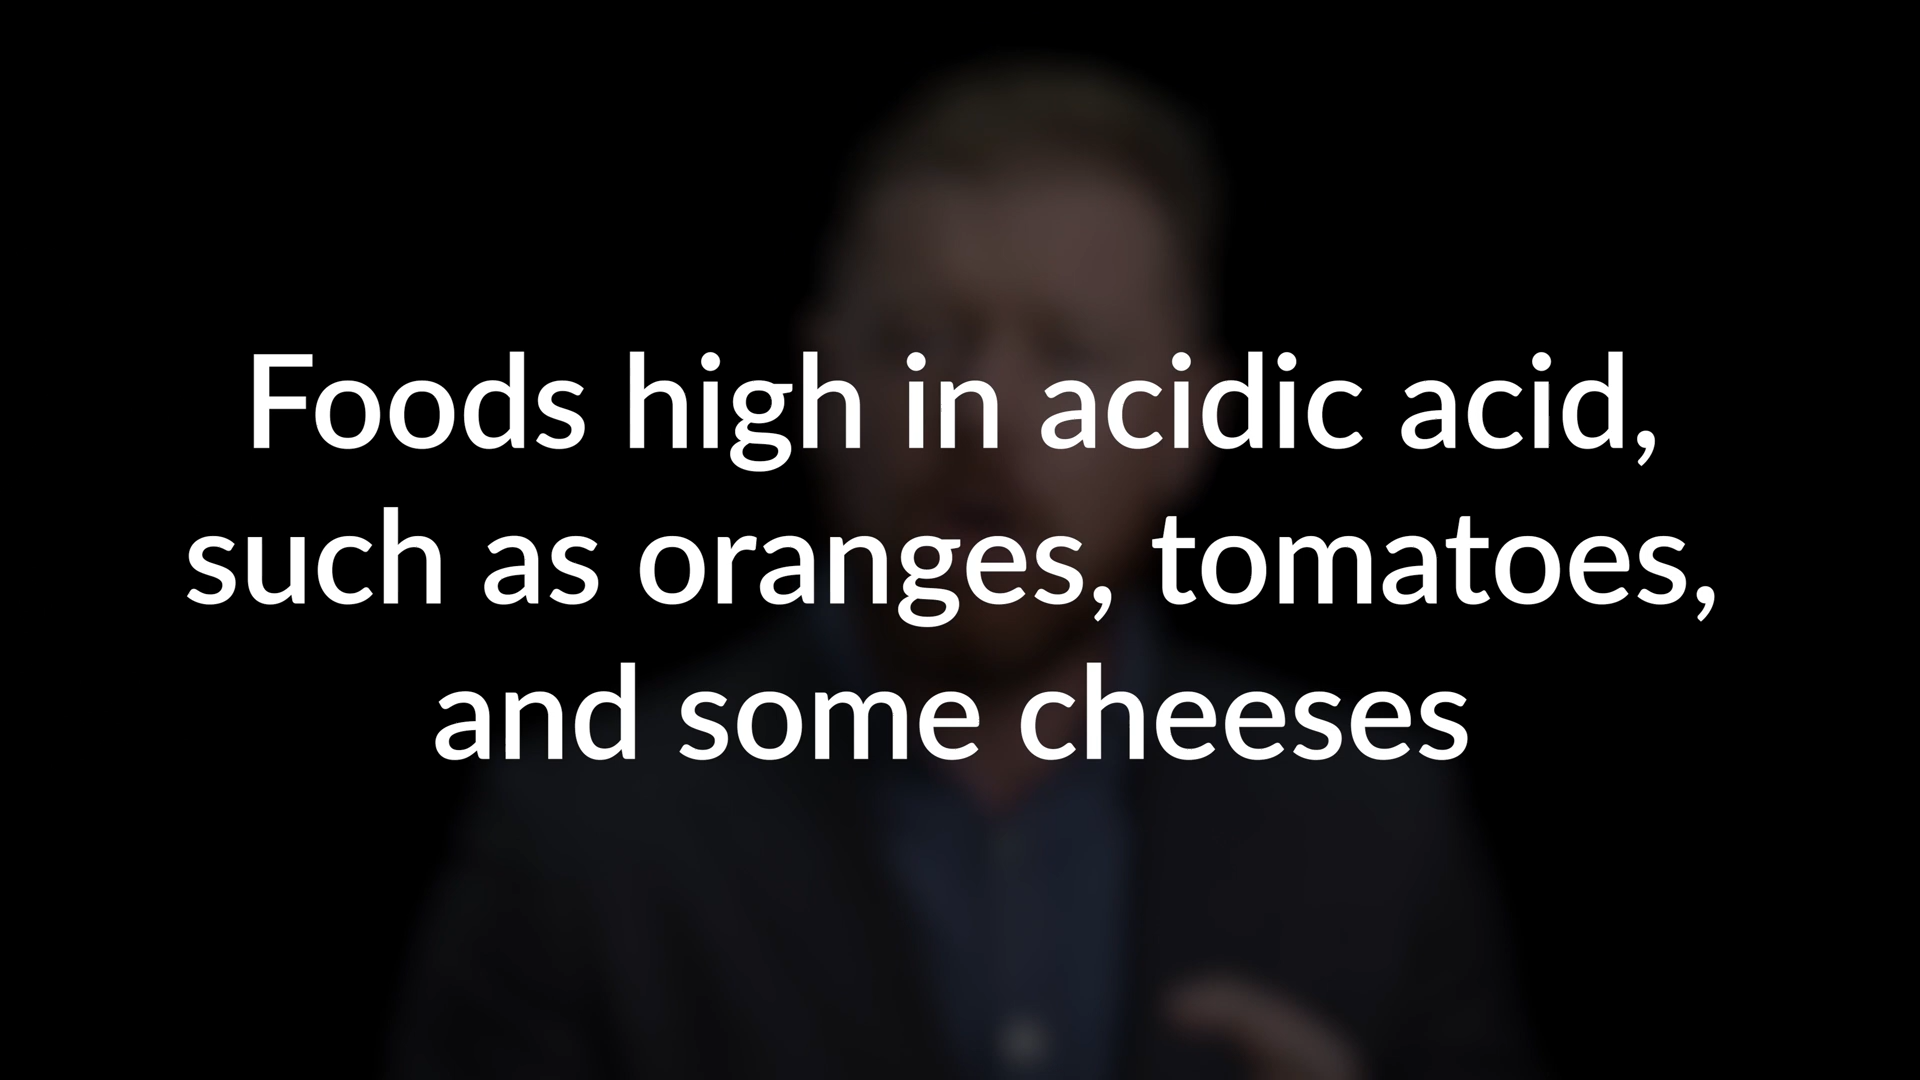 Foods high in acidic acid,
such as oranges, tomatoes,
and some cheeses